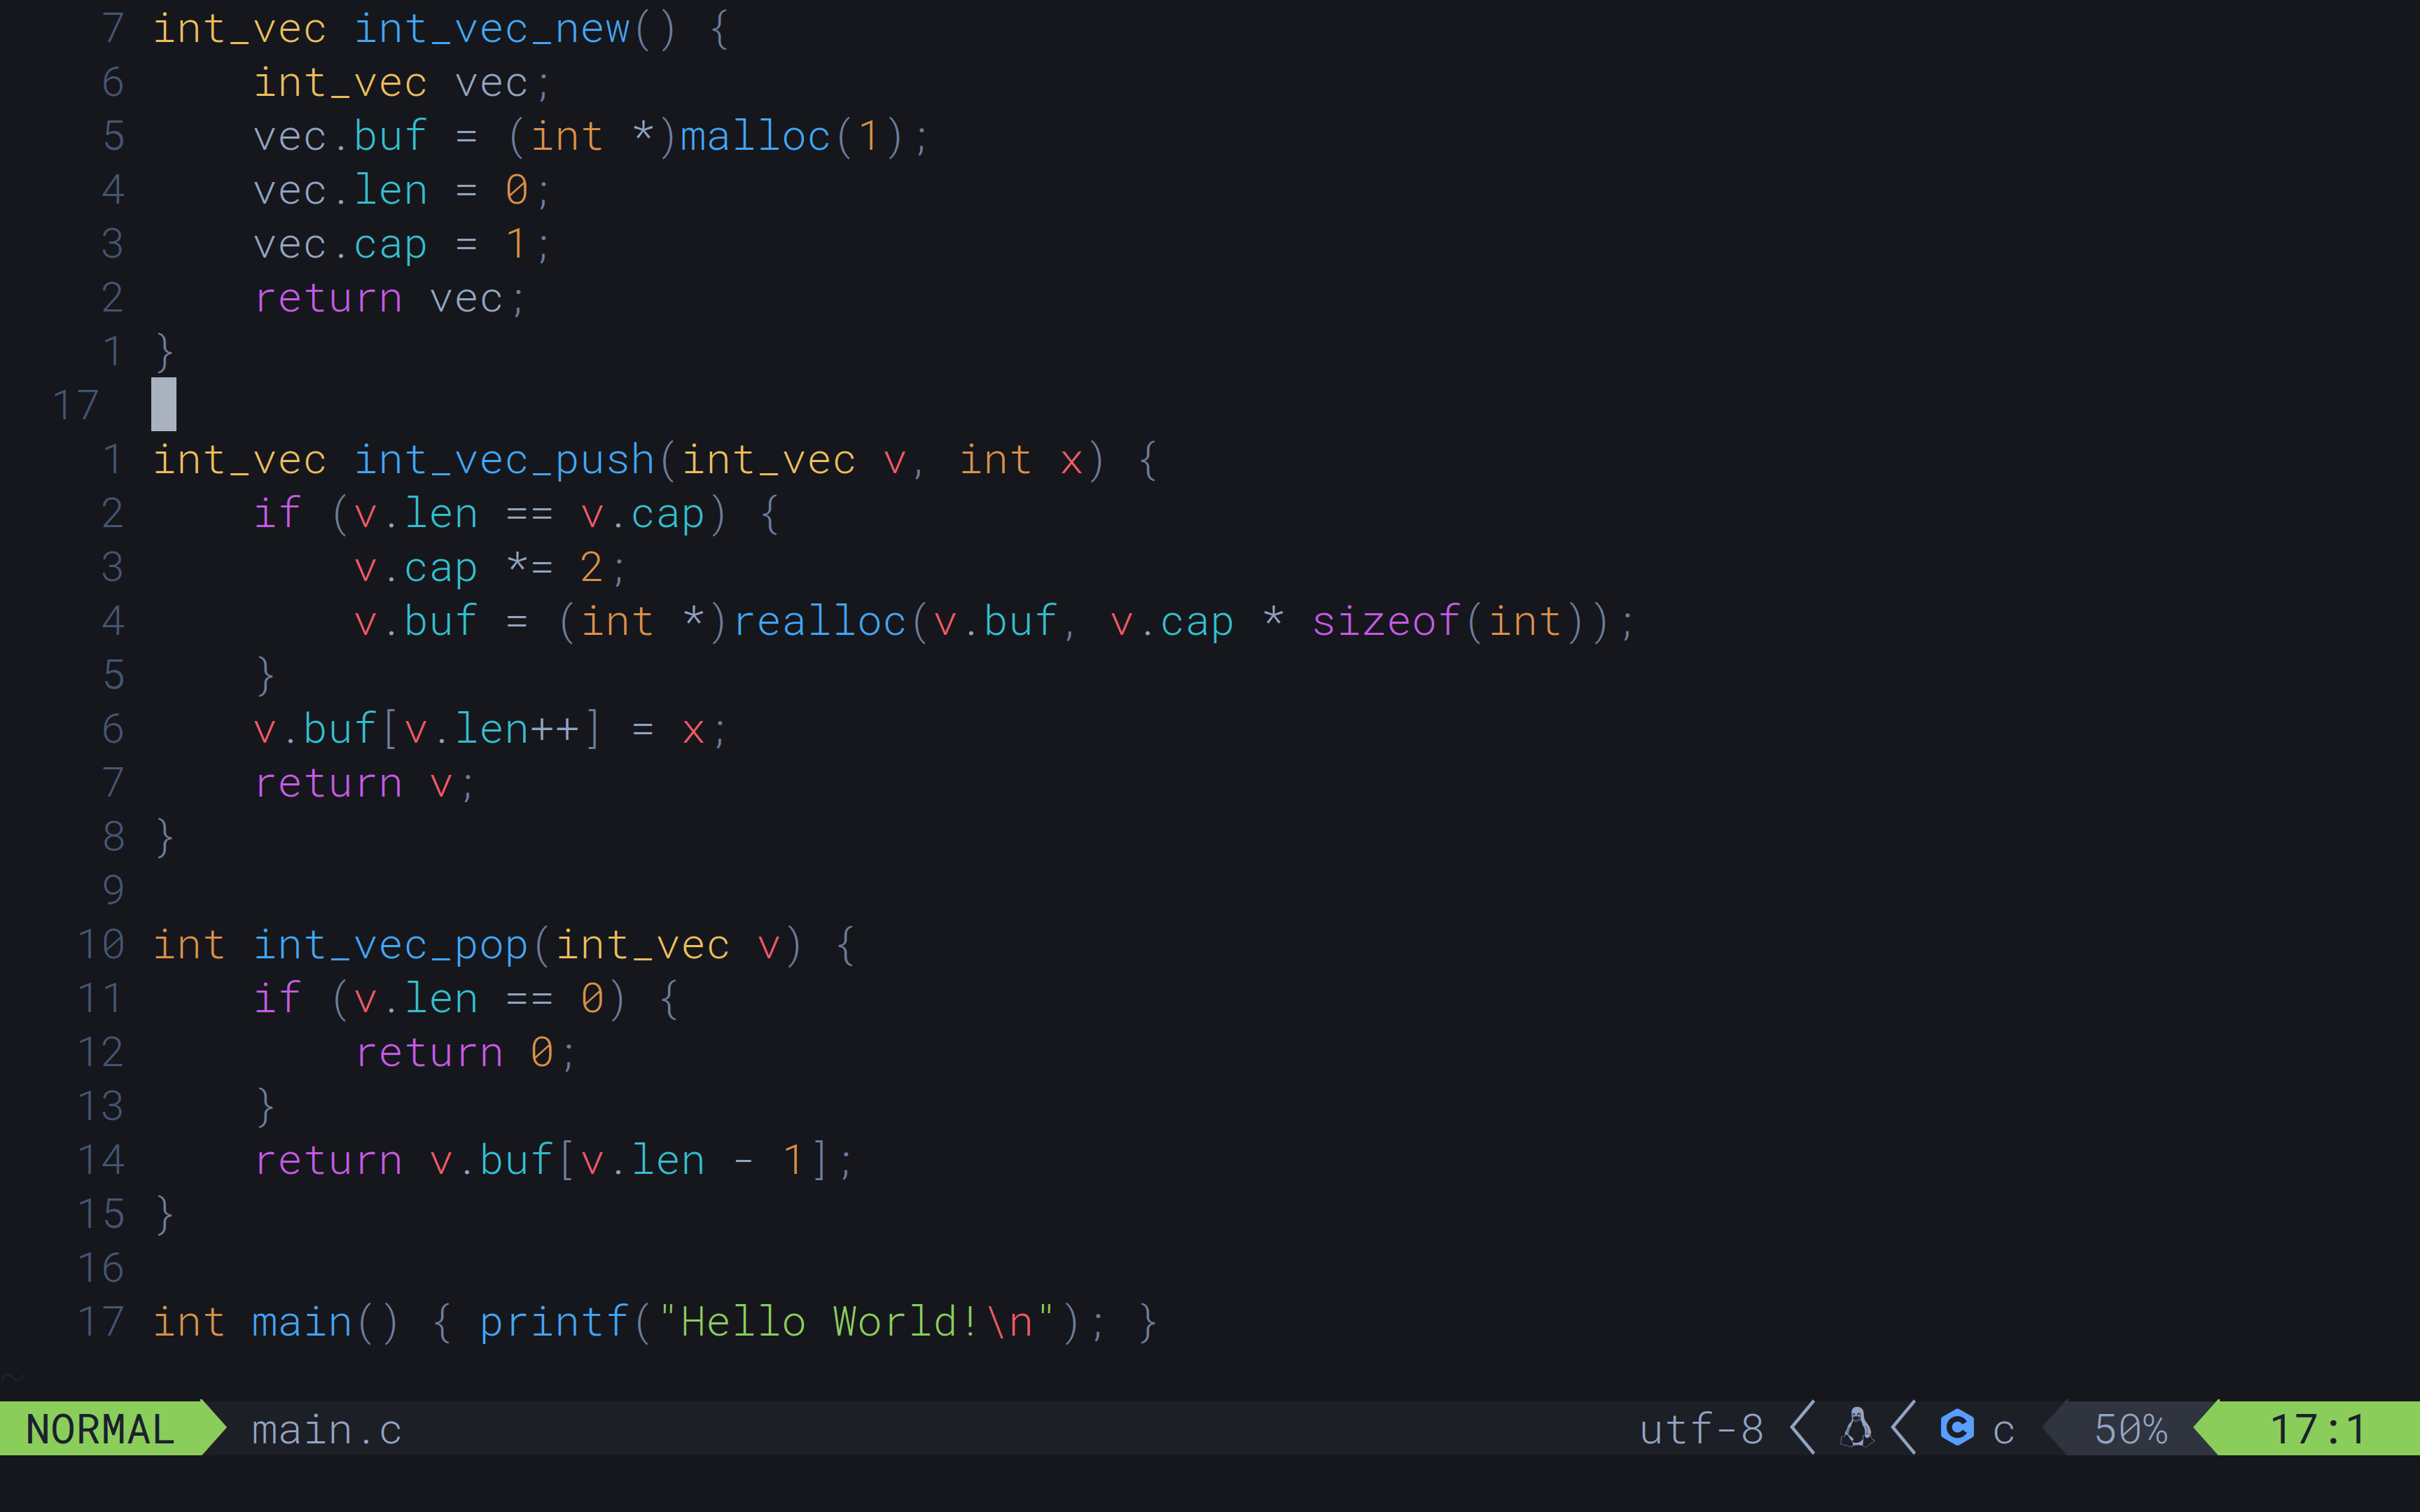 7 int_vec int_vec_new() {
6     int_vec vec;
5     vec.buf = (int *)malloc(1);
4     vec.len = 0;
3     vec.cap = 1;
2     return vec;
1 }
17
1 int_vec int_vec_push(int_vec v, int x) {
2     if (v.len == v.cap) {
3         v.cap *= 2;
4         v.buf = (int *)realloc(v.buf, v.cap * sizeof(int));
5     }
6     v.buf[v.len++] = x;
7     return v;
8 }
9
10 int int_vec_pop(int_vec v) {
11     if (v.len == 0) {
12         return 0;
13     }
14     return v.buf[v.len - 1];
15 }
16
17 int main() { printf("Hello World!\n"); }
~
NORMAL main.c utf-8 c 50% 17:1